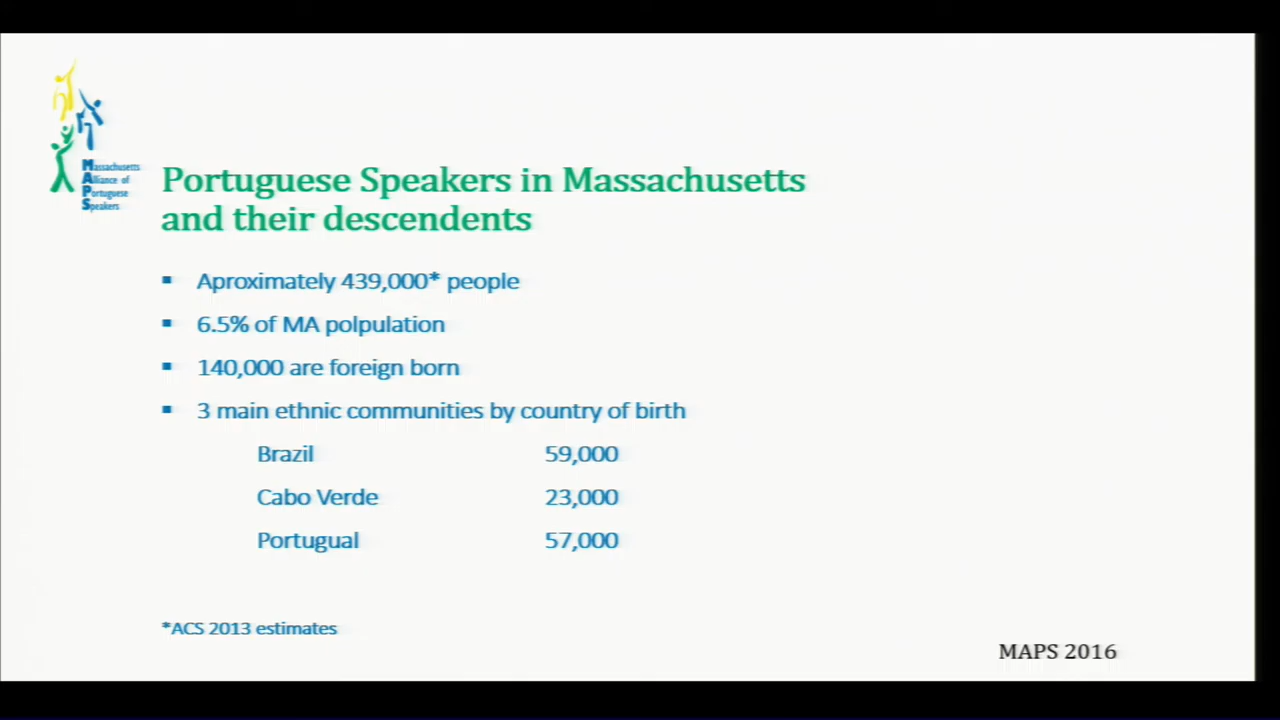 Massachusetts
Alliance of
Portuguese
Speakers
Portuguese Speakers in Massachusetts
and their descendents
▪ Aproximately 439,000* people
▪ 6.5% of MA polpulation
▪ 140,000 are foreign born
▪ 3 main ethnic communities by country of birth
Brazil 59,000
Cabo Verde 23,000
Portugual 57,000
*ACS 2013 estimates
MAPS 2016